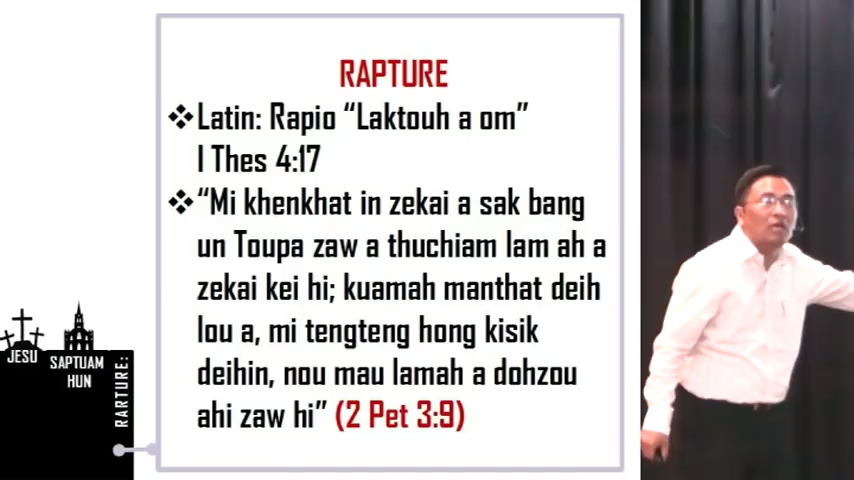 RAPTURE
❖Latin: Rapio “Laktouh a om”
I Thes 4:17
❖“Mi khenkhat in zekai a sak bang
un Toupa zaw a thuchiam lam ah a
zekai kei hi; kuamah manthat deih
lou a, mi tengteng hong kisik
deihin, nou mau lamah a dohzou
ahi zaw hi” (2 Pet 3:9)
JESU
SAPTUAM
HUN
RARTURE: